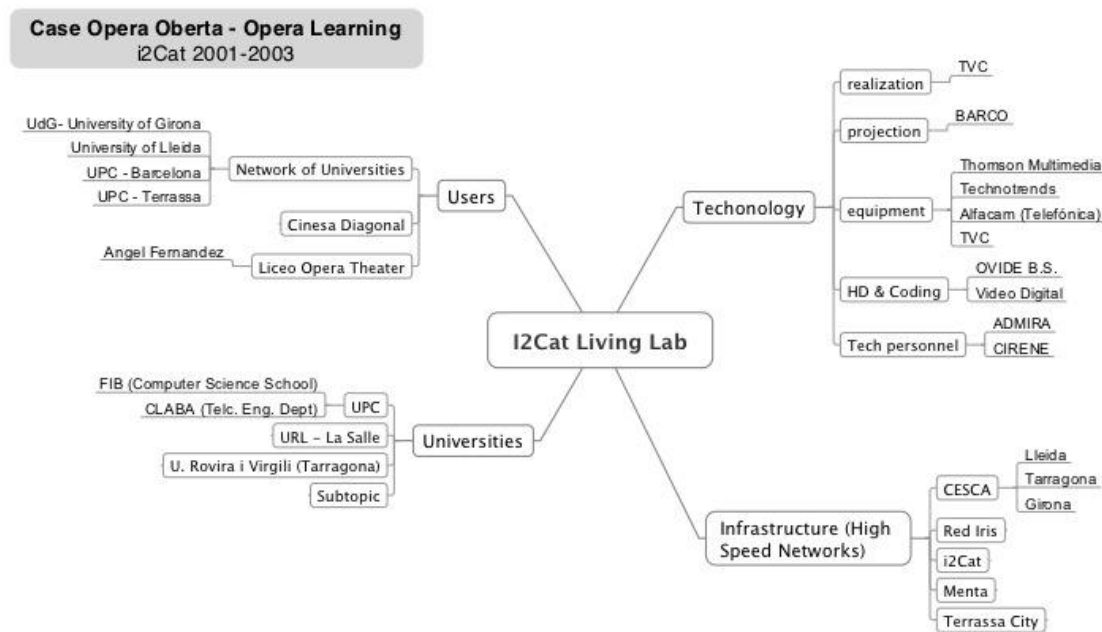 Case Opera Oberta - Opera Learning
i2Cat 2001-2003
UdG- University of Girona
University of Lleida
UPC - Barcelona
UPC - Terrassa
Network of Universities
Cinesa Diagonal
Angel Fernandez
Liceo Opera Theater
Users
Techonology
realization
TVC
projection
BARCO
equipment
Thomson Multimedia
Technotrends
Alfacam (Telefónica)
TVC
HD & Coding
OVIDE B.S.
Video Digital
Tech personnel
ADMIRA
CIRENE
I2Cat Living Lab
FIB (Computer Science School)
CLABA (Telc. Eng. Dept)
UPC
URL - La Salle
U. Rovira i Virgili (Tarragona)
Subtopic
Universities
Infrastructure (High
Speed Networks)
CESCA
Lleida
Tarragona
Girona
Red Iris
i2Cat
Menta
Terrassa City